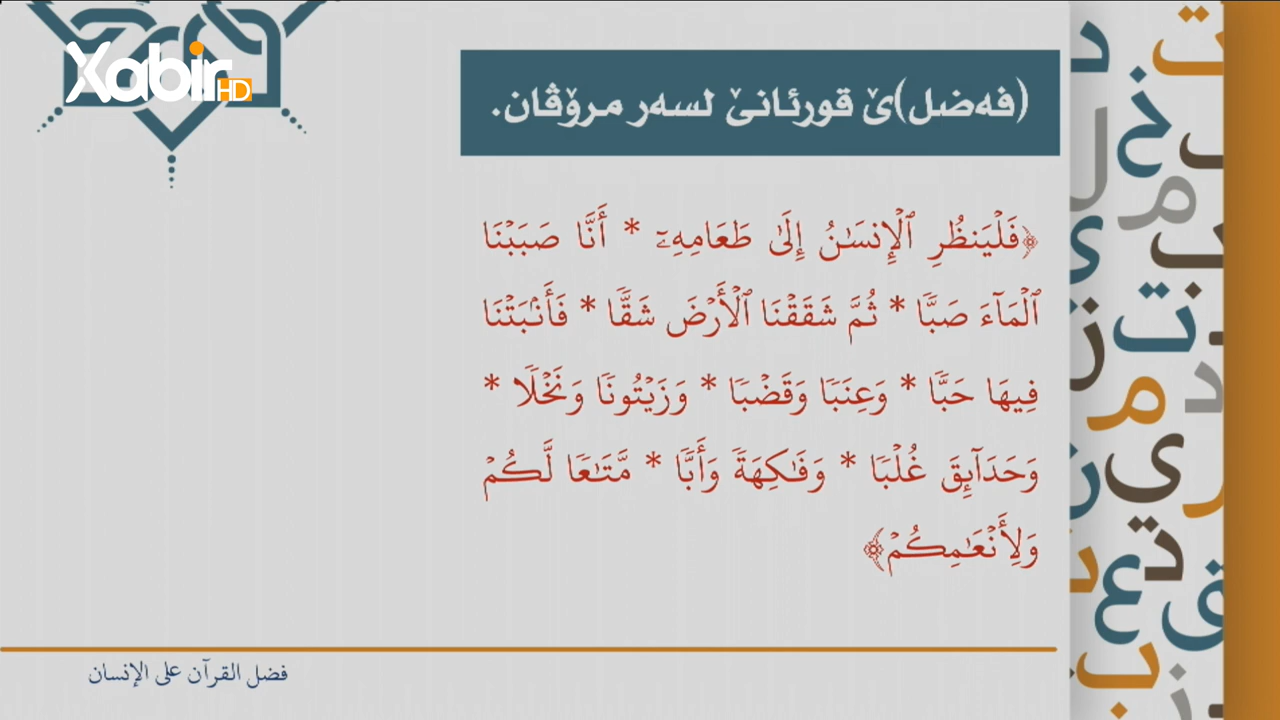 Xabir HD
(فەضل)ێ قورئانێ لسەر مرۆڤان.
﴿فَلۡيَنظُرِ ٱلۡإِنسَٰنُ إِلَىٰ طَعَامِهِۦٓ * أَنَّا صَبَبۡنَا
ٱلۡمَآءَ صَبّٗا * ثُمَّ شَقَقۡنَا ٱلۡأَرۡضَ شَقّٗا * فَأَنۢبَتۡنَا
فِيهَا حَبّٗا * وَعِنَبٗا وَقَضۡبٗا * وَزَيۡتُونٗا وَنَخۡلٗا *
وَحَدَآئِقَ غُلۡبٗا * وَفَٰكِهَةٗ وَأَبّٗا * مَّتَٰعٗا لَّكُمۡ
وَلِأَنۡعَٰمِكُمۡ﴾
فضل القرآن على الإنسان